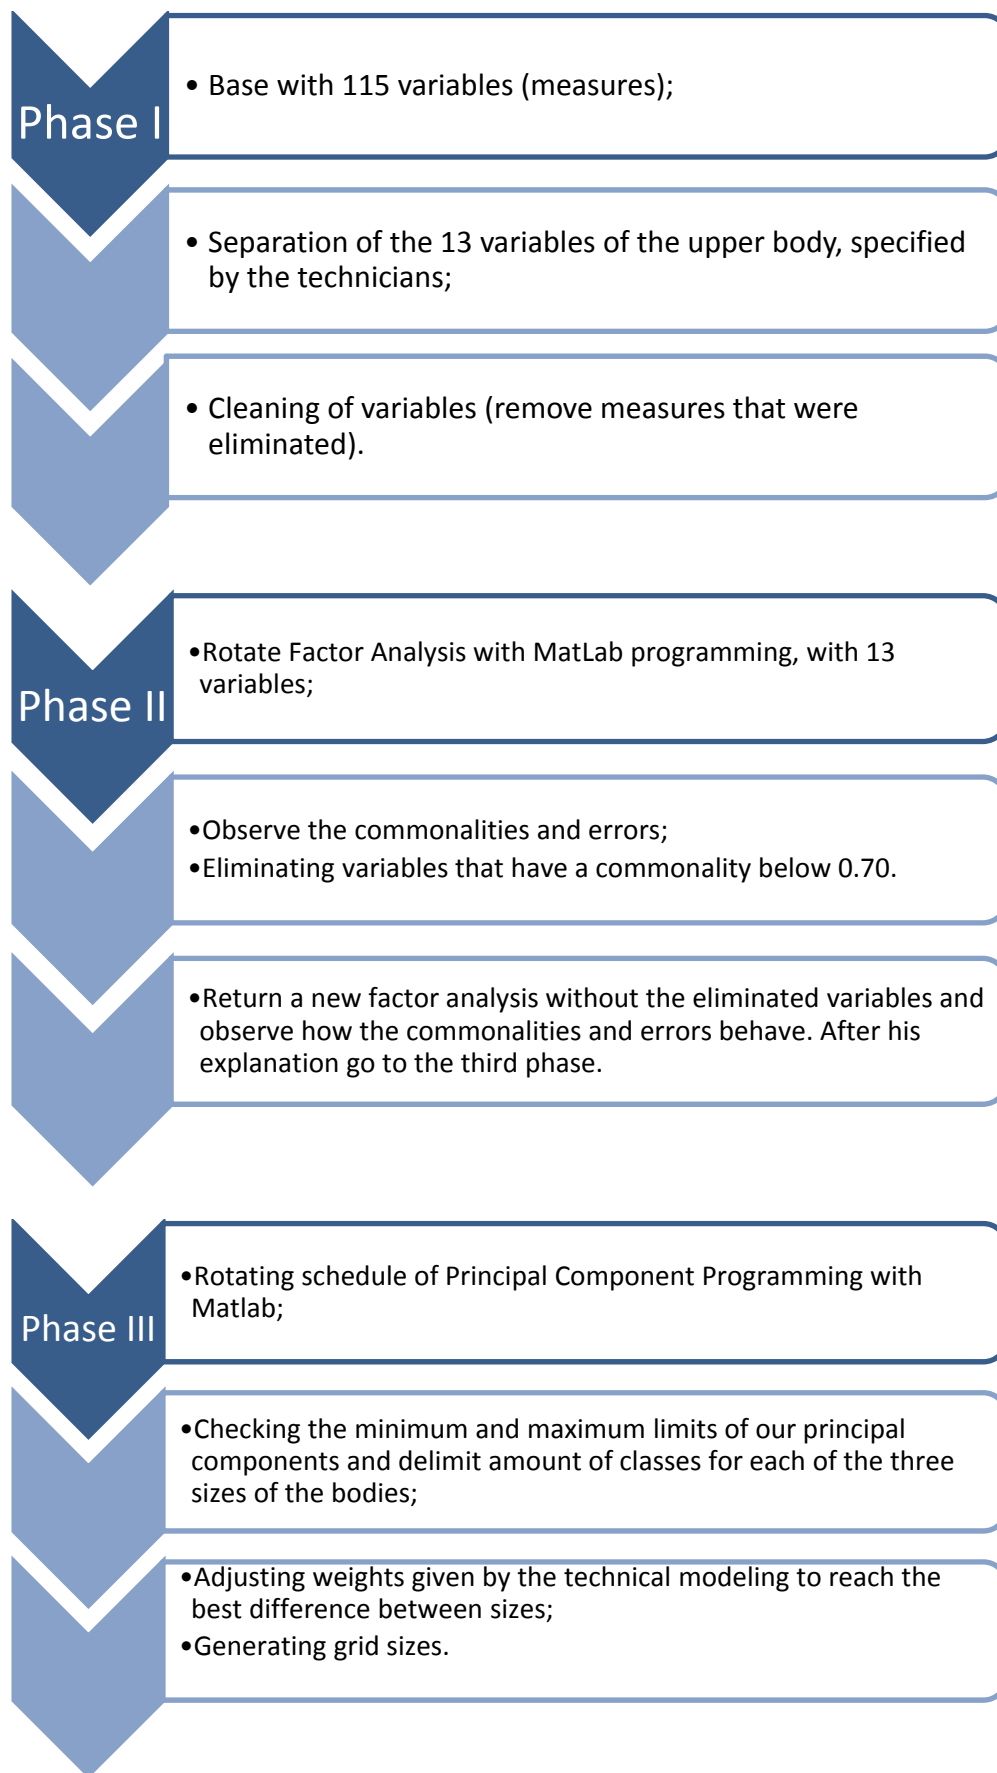 Phase I
• Base with 115 variables (measures);
• Separation of the 13 variables of the upper body, specified
by the technicians;
• Cleaning of variables (remove measures that were
eliminated).
Phase II
•Rotate Factor Analysis with MatLab programming, with 13
variables;
•Observe the commonalities and errors;
•Eliminating variables that have a commonality below 0.70.
•Return a new factor analysis without the eliminated variables and
observe how the commonalities and errors behave. After his
explanation go to the third phase.
Phase III
•Rotating schedule of Principal Component Programming with
Matlab;
•Checking the minimum and maximum limits of our principal
components and delimit amount of classes for each of the three
sizes of the bodies;
•Adjusting weights given by the technical modeling to reach the
best difference between sizes;
•Generating grid sizes.